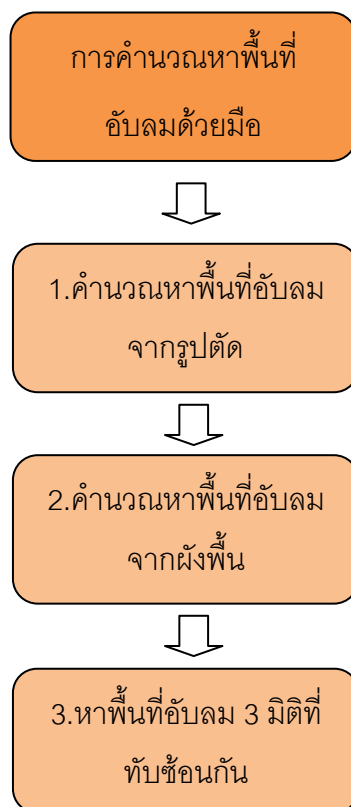 การคำนวณหาพื้นที่
อับลมด้วยมือ
1.คำนวณหาพื้นที่อับลม
จากรูปตัด
2.คำนวณหาพื้นที่อับลม
จากผังพื้น
3.หาพื้นที่อับลม 3 มิติที่
ทับซ้อนกัน